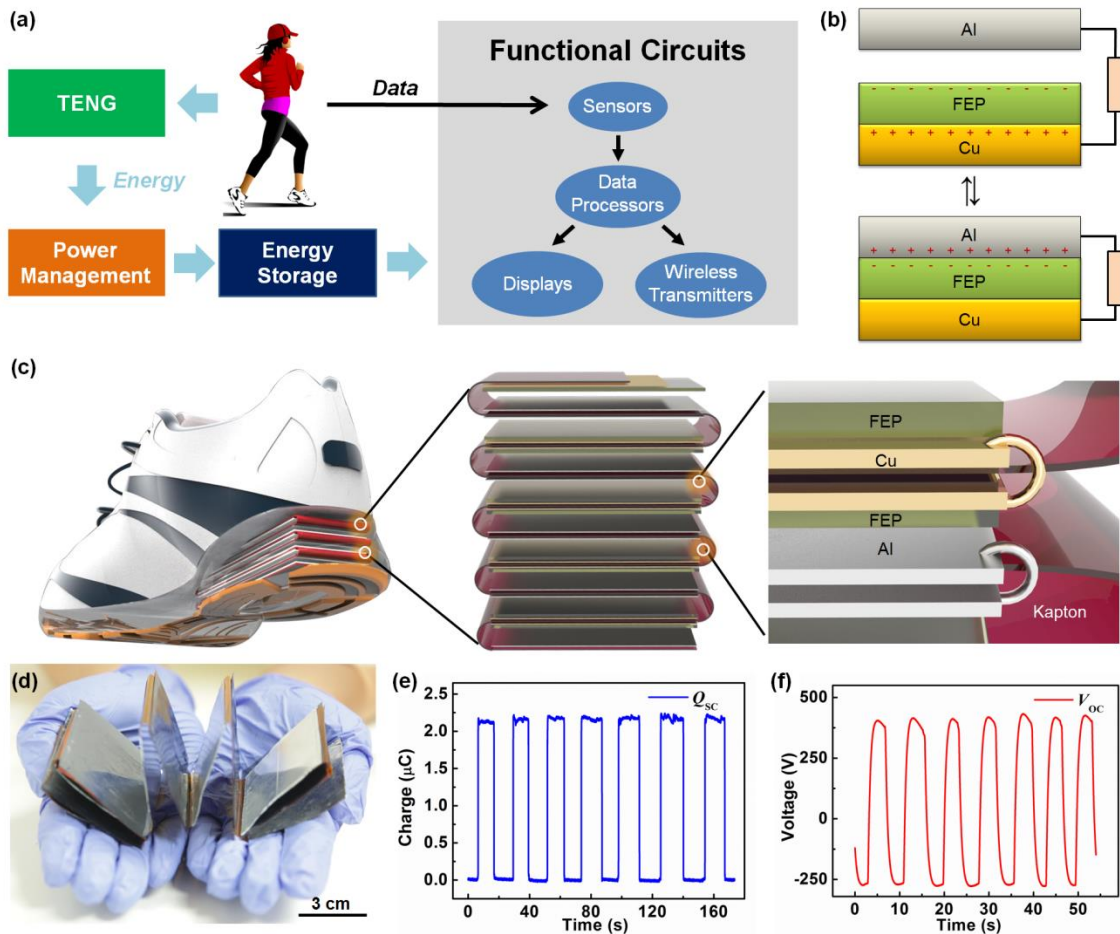 (a)
TENG
Energy
Power
Management
Energy
Storage
Data
Functional Circuits
Sensors
Data
Processors
Displays
Wireless
Transmitters
(b)
Al
- - - - - - - - - -
FEP
+ + + + + + + + + +
Cu
⇅
Al
+ + + + + + + + + +
- - - - - - - - - -
FEP
Cu
(c)
FEP
Cu
FEP
Al
Kapton
(d)
3 cm
(e)
Q_SC
Charge (μC)
2.5
2.0
1.5
1.0
0.5
0.0
0 40 80 120 160
Time (s)
(f)
V_OC
Voltage (V)
500
250
0
-250
0 10 20 30 40 50
Time (s)